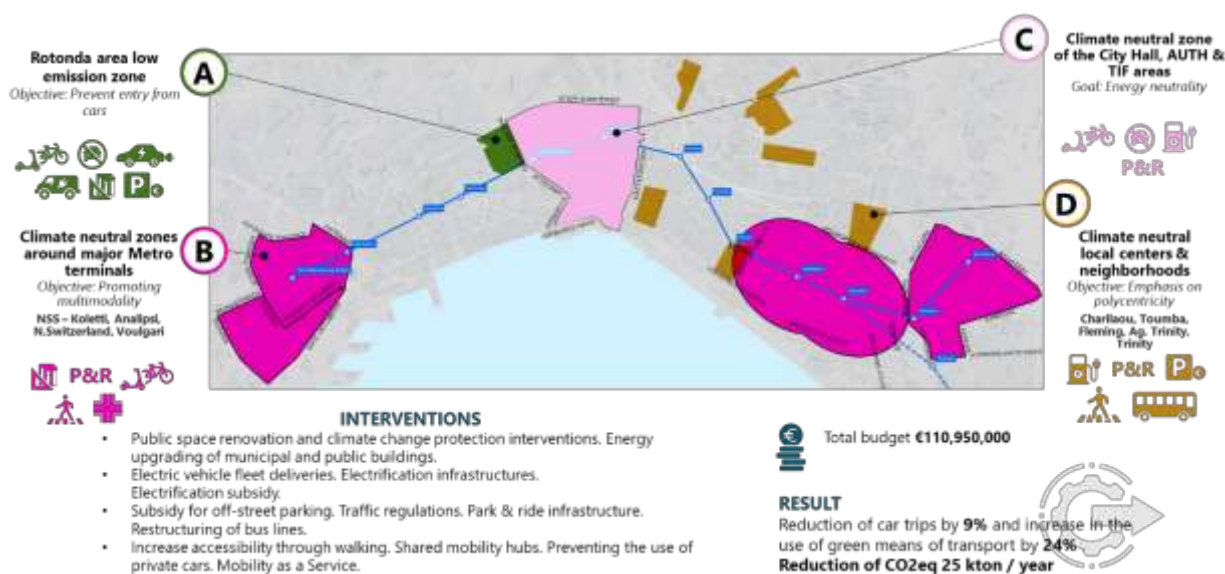 Rotonda area low
emission zone
Objective: Prevent entry from
cars
A
C
Climate neutral zone
of the City Hall, AUTH &
TIF areas
Goal: Energy neutrality
P&R
Climate neutral zones
around major Metro
terminals
Objective: Promoting
multimodality
NSS – Koletti, Analipsi,
N.Switzerland, Voulgari
B
P&R
D
Climate neutral
local centers &
neighborhoods
Objective: Emphasis on
polycentricity
Charilaou, Toumba,
Fleming, Ag. Trinity,
Trinity
P&R
INTERVENTIONS
• Public space renovation and climate change protection interventions. Energy
upgrading of municipal and public buildings.
• Electric vehicle fleet deliveries. Electrification infrastructures.
Electrification subsidy.
• Subsidy for off-street parking. Traffic regulations. Park & ride infrastructure.
Restructuring of bus lines.
• Increase accessibility through walking. Shared mobility hubs. Preventing the use of
private cars. Mobility as a Service.
Total budget €110,950,000
RESULT
Reduction of car trips by 9% and increase in the
use of green means of transport by 24%
Reduction of CO2eq 25 kton / year